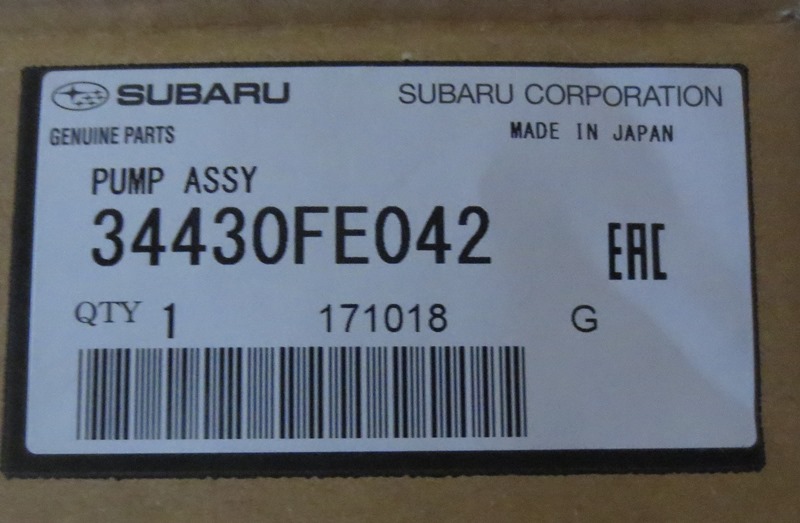 SUBARU SUBARU CORPORATION
GENUINE PARTS MADE IN JAPAN
PUMP ASSY
34430FE042 EAC
QTY 1 171018 G